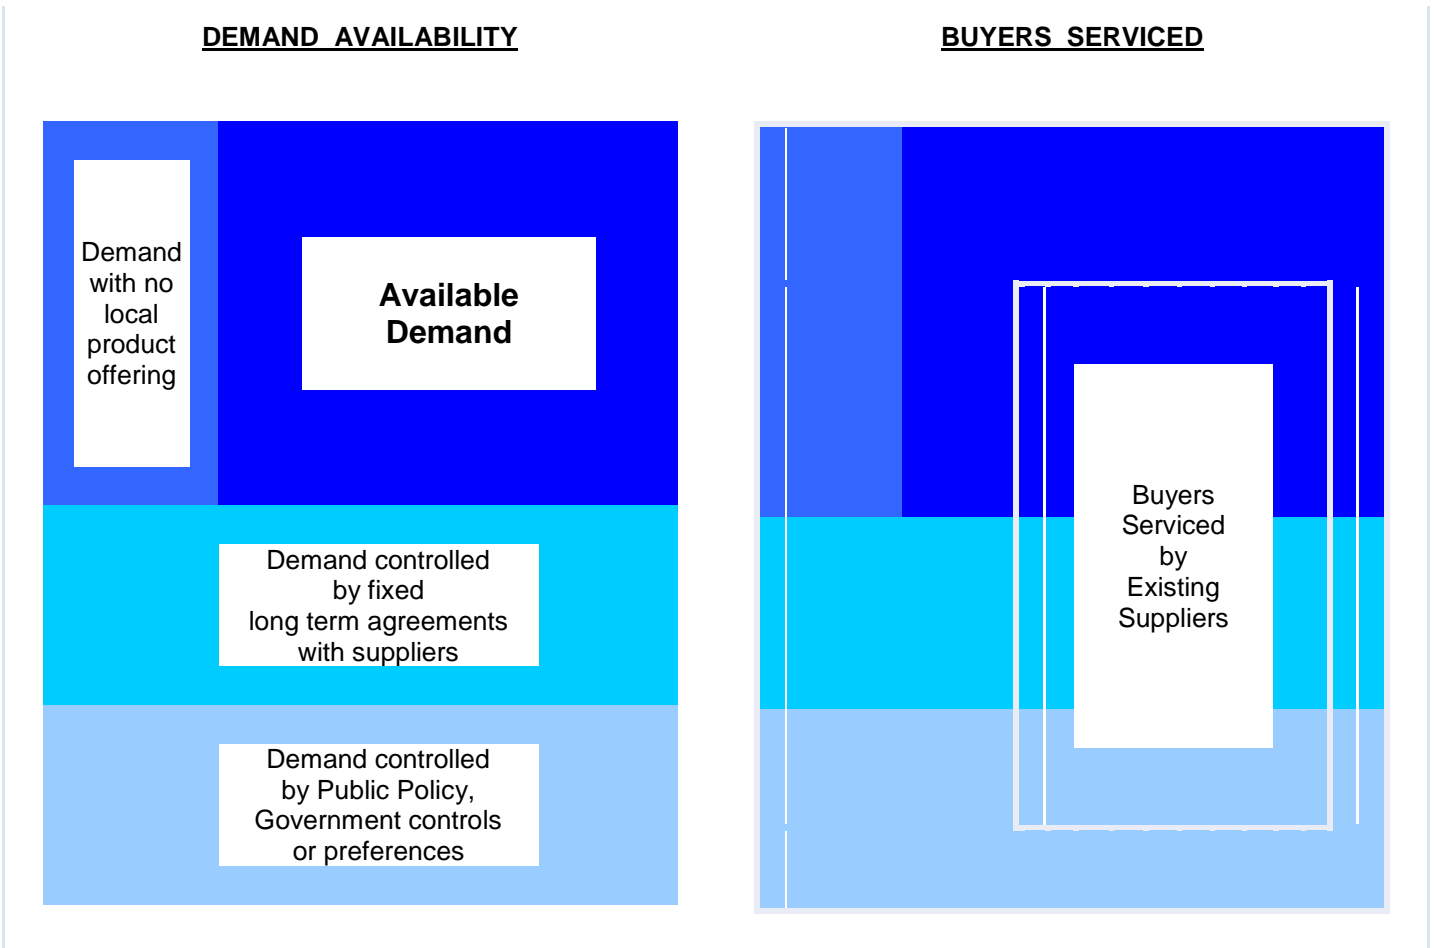 DEMAND AVAILABILITY
Demand
with no
local
product
offering
Available
Demand
Demand controlled
by fixed
long term agreements
with suppliers
Demand controlled
by Public Policy,
Government controls
or preferences
BUYERS SERVICED
Buyers
Serviced
by
Existing
Suppliers